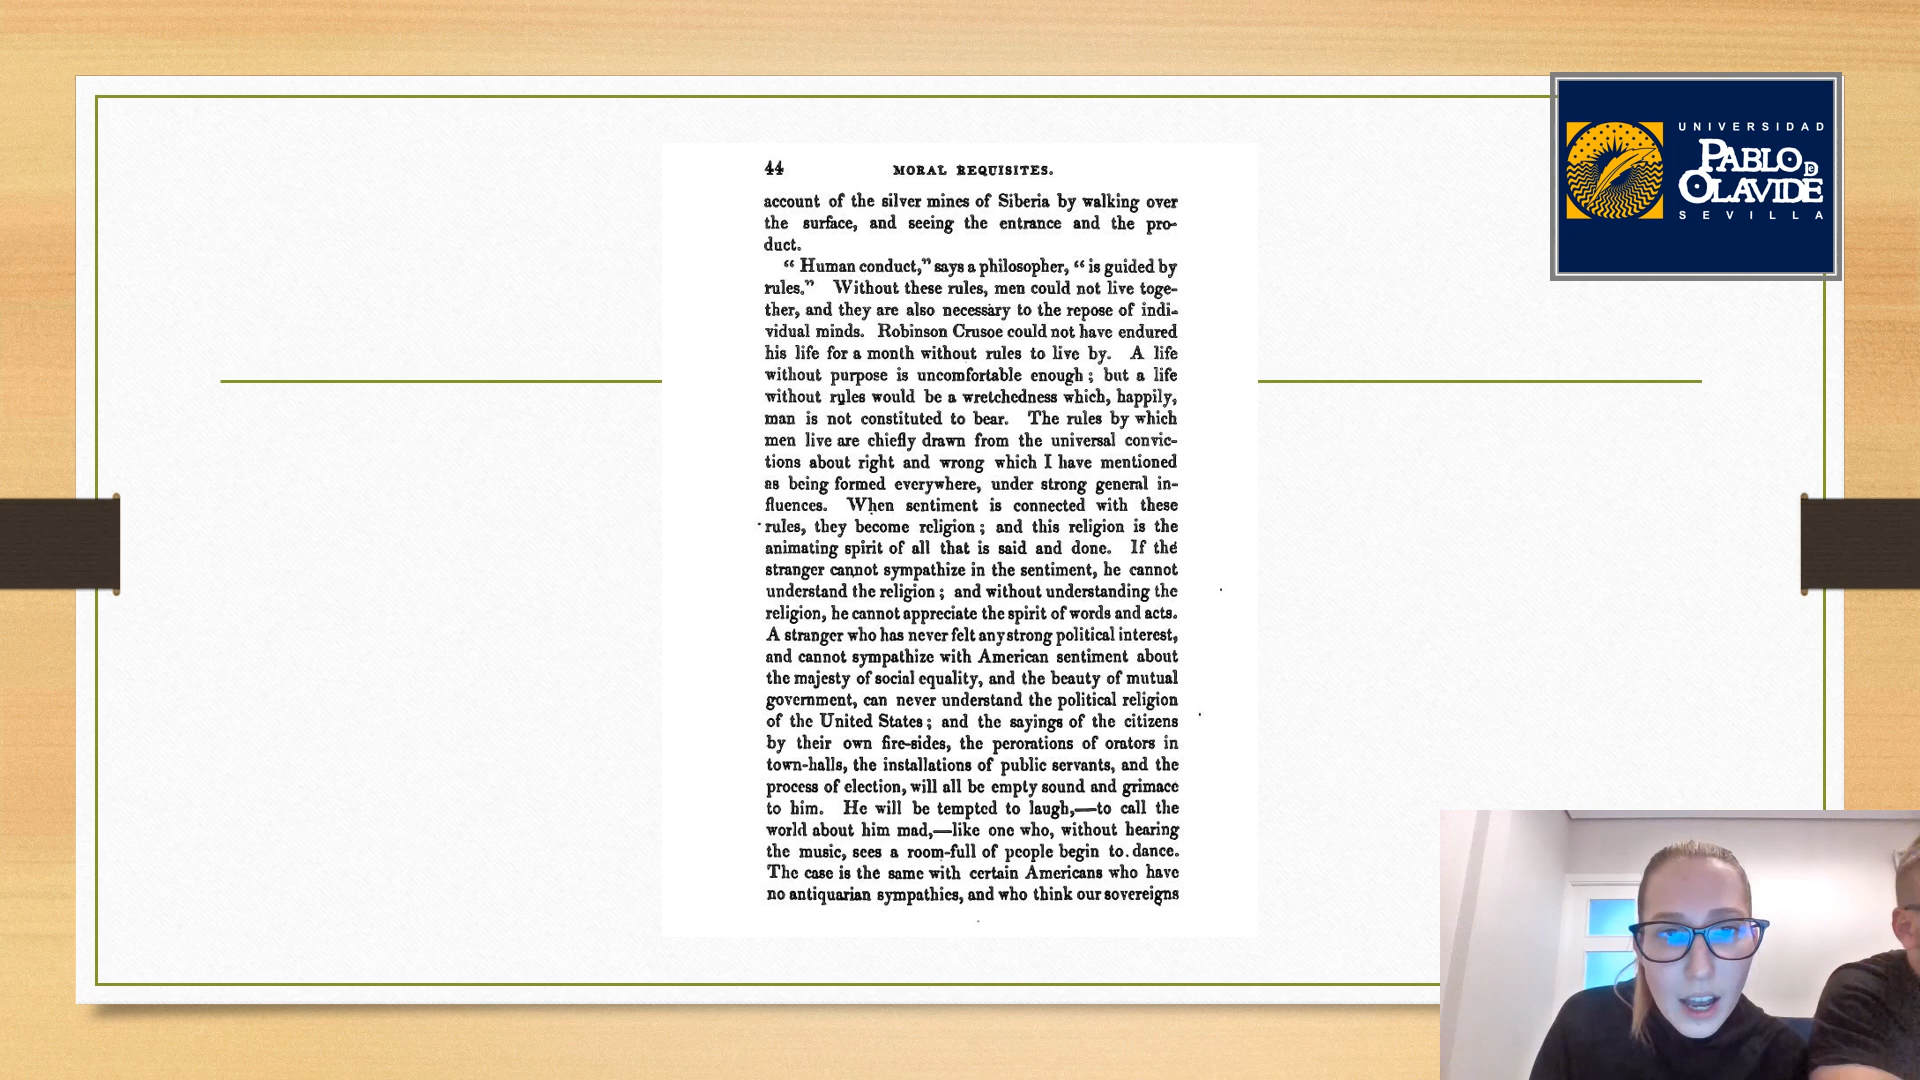 44 MORAL REQUISITES.
account of the silver mines of Siberia by walking over
the surface, and seeing the entrance and the pro-
duct.
“ Human conduct,” says a philosopher, “ is guided by
rules.” Without these rules, men could not live toge-
ther, and they are also necessary to the repose of indi-
vidual minds. Robinson Crusoe could not have endured
his life for a month without rules to live by. A life
without purpose is uncomfortable enough ; but a life
without rules would be a wretchedness which, happily,
man is not constituted to bear. The rules by which
men live are chiefly drawn from the universal convic-
tions about right and wrong which I have mentioned
as being formed everywhere, under strong general in-
fluences. When sentiment is connected with these
rules, they become religion ; and this religion is the
animating spirit of all that is said and done. If the
stranger cannot sympathize in the sentiment, he cannot
understand the religion ; and without understanding the
religion, he cannot appreciate the spirit of words and acts.
A stranger who has never felt any strong political interest,
and cannot sympathize with American sentiment about
the majesty of social equality, and the beauty of mutual
government, can never understand the political religion
of the United States ; and the sayings of the citizens
by their own fire-sides, the perorations of orators in
town-halls, the installations of public servants, and the
process of election, will all be empty sound and grimace
to him. He will be tempted to laugh,—to call the
world about him mad,—like one who, without hearing
the music, sees a room-full of people begin to dance.
The case is the same with certain Americans who have
no antiquarian sympathies, and who think our sovereigns
UNIVERSIDAD
PABLO DE
OLAVIDE
SEVILLA